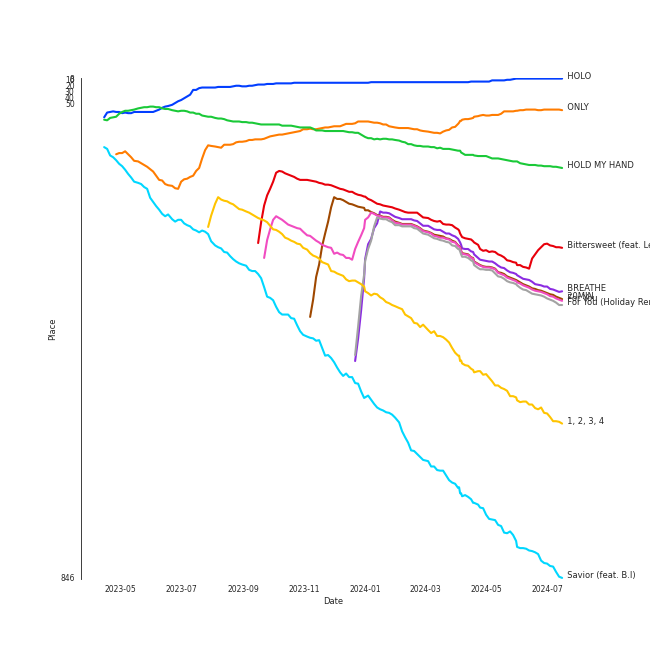 HOLO
50
ONLY
HOLD MY HAND
Bittersweet (feat. Le
BREATHE
20MIN
For You (Holiday Rem
Place
1, 2, 3, 4
846
Savior (feat. B.I)
2023-05 2023-07 2023-09 2023-11 2024-01 2024-03 2024-05 2024-07
Date